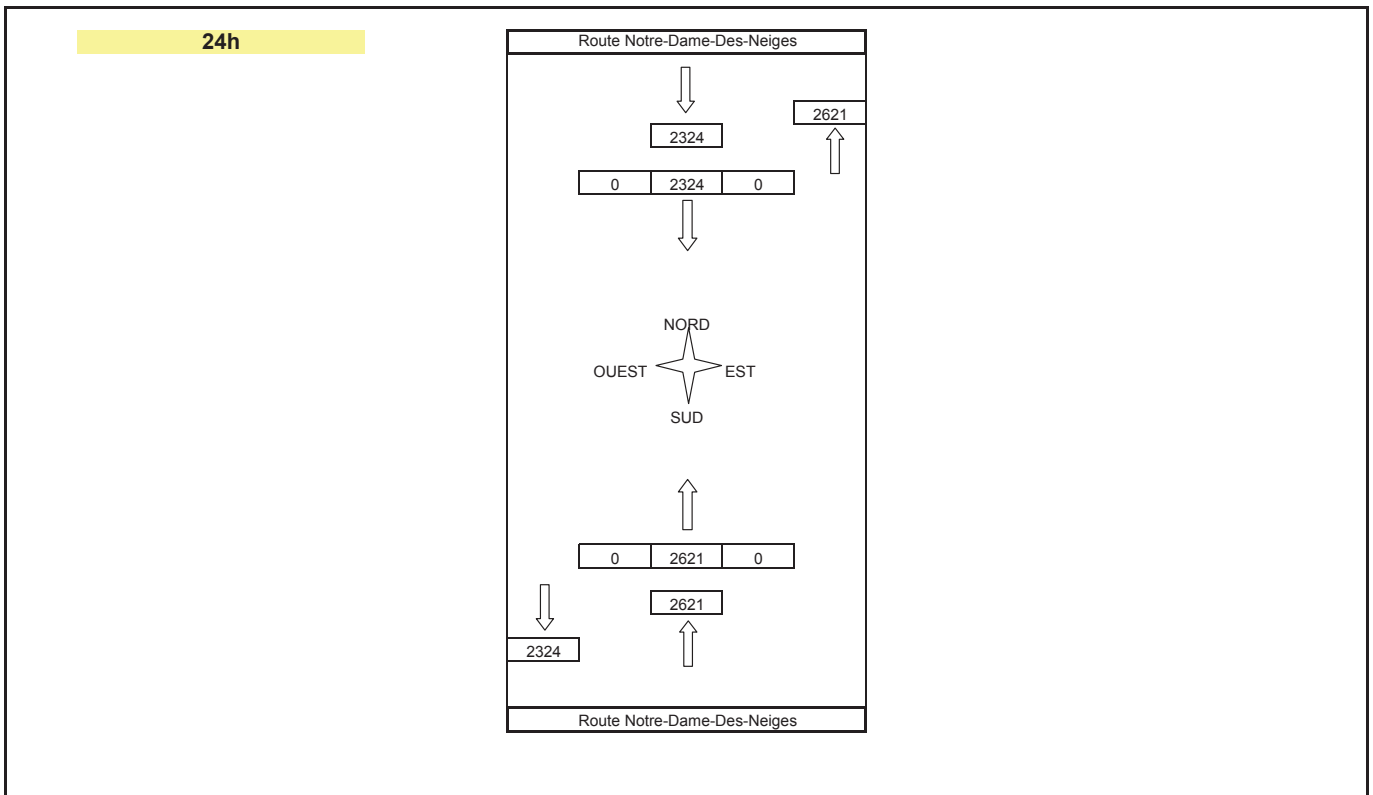 24h
Route Notre-Dame-Des-Neiges
2621
2324
0 2324 0
NORD
OUEST EST
SUD
0 2621 0
2621
2324
Route Notre-Dame-Des-Neiges